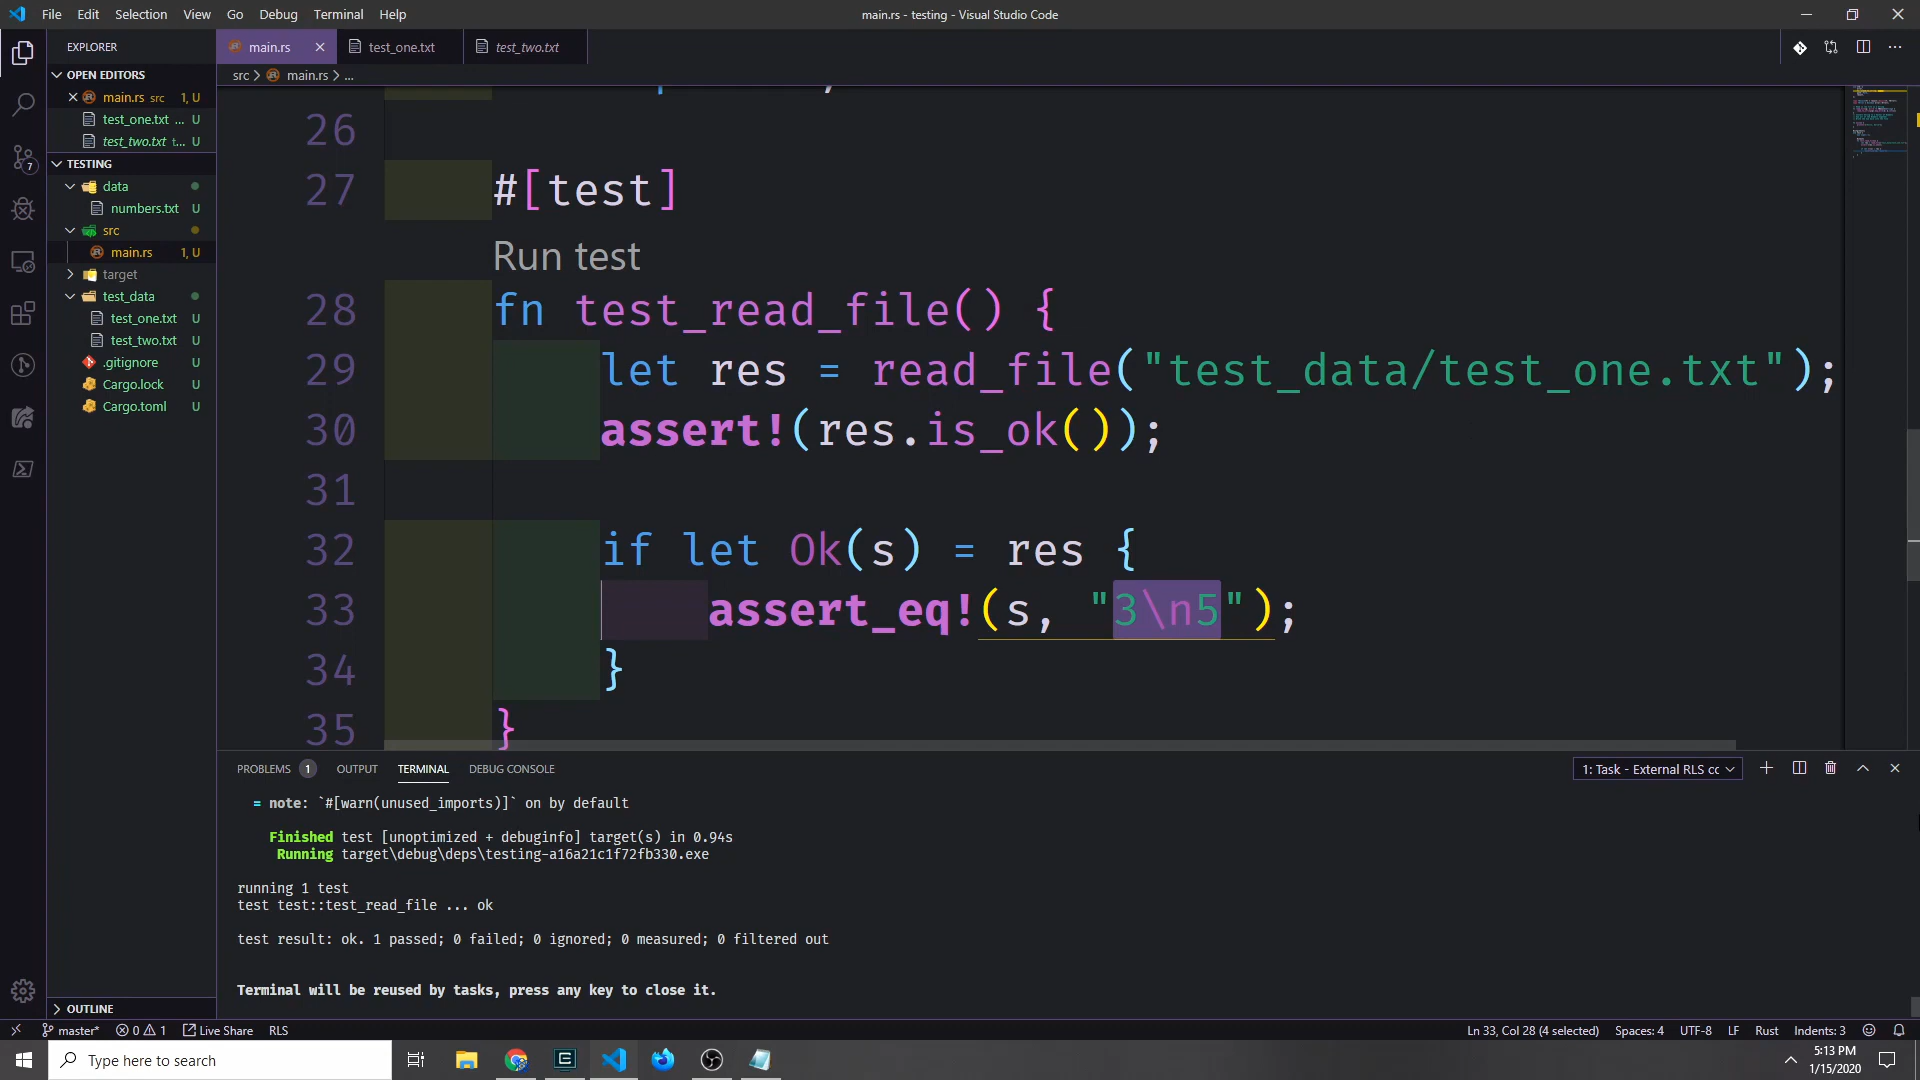 File Edit Selection View Go Debug Terminal Help
main.rs - testing - Visual Studio Code
EXPLORER
main.rs
test_one.txt
test_two.txt
OPEN EDITORS
src > main.rs > ...
main.rs src 1, U
test_one.txt ... U
test_two.txt t... U
TESTING
data
numbers.txt U
src
main.rs 1, U
target
test_data
test_one.txt U
test_two.txt U
.gitignore U
Cargo.lock U
Cargo.toml U
7
26
27 #[test]
Run test
28 fn test_read_file() {
29 let res = read_file("test_data/test_one.txt");
30 assert!(res.is_ok());
31
32 if let Ok(s) = res {
33 assert_eq!(s, "3\n5");
34 }
35 }
PROBLEMS 1 OUTPUT TERMINAL DEBUG CONSOLE
1: Task - External RLS cc
= note: `#[warn(unused_imports)]` on by default
Finished test [unoptimized + debuginfo] target(s) in 0.94s
Running target\debug\deps\testing-a16a21c1f72fb330.exe
running 1 test
test test::test_read_file ... ok
test result: ok. 1 passed; 0 failed; 0 ignored; 0 measured; 0 filtered out
Terminal will be reused by tasks, press any key to close it.
OUTLINE
master* 0 1 Live Share RLS
Ln 33, Col 28 (4 selected) Spaces: 4 UTF-8 LF Rust Indents: 3
Type here to search
5:13 PM
1/15/2020